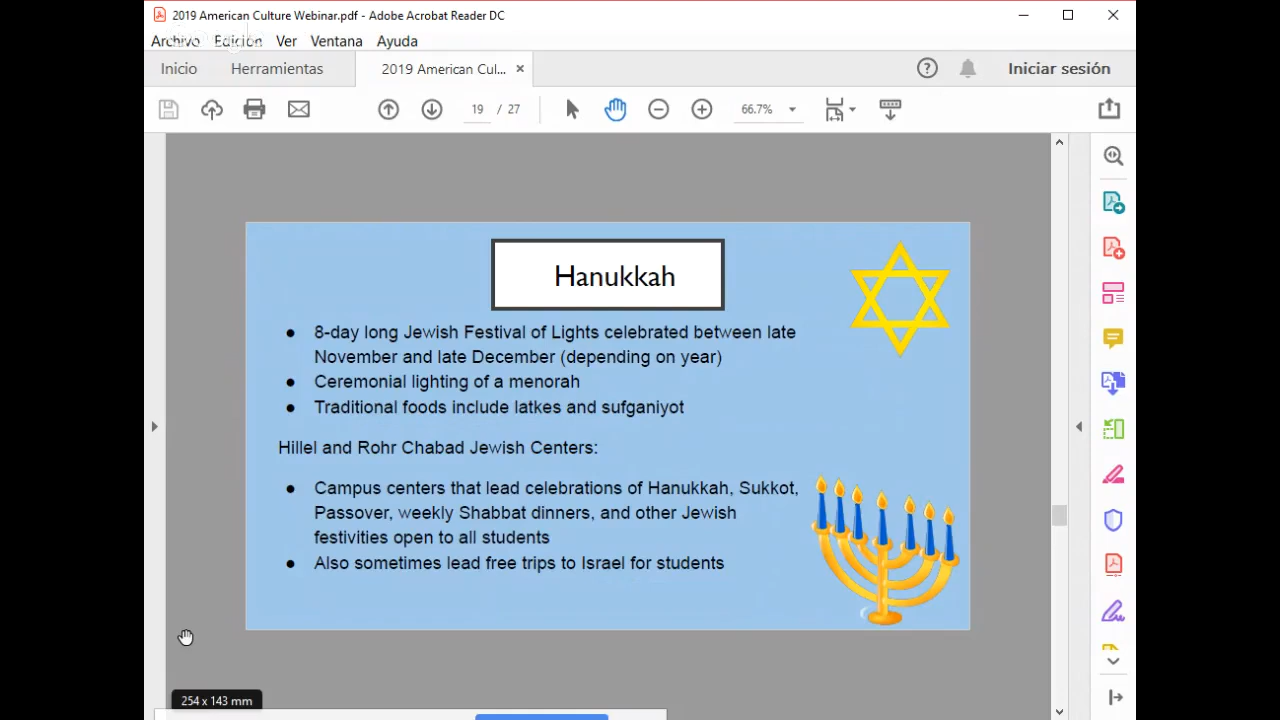 2019 American Culture Webinar.pdf - Adobe Acrobat Reader DC
Archivo Edición Ver Ventana Ayuda
Inicio Herramientas 2019 American Cul... × Iniciar sesión
19 / 27 66.7%
Hanukkah
● 8-day long Jewish Festival of Lights celebrated between late
November and late December (depending on year)
● Ceremonial lighting of a menorah
● Traditional foods include latkes and sufganiyot
Hillel and Rohr Chabad Jewish Centers:
● Campus centers that lead celebrations of Hanukkah, Sukkot,
Passover, weekly Shabbat dinners, and other Jewish
festivities open to all students
● Also sometimes lead free trips to Israel for students
254 x 143 mm